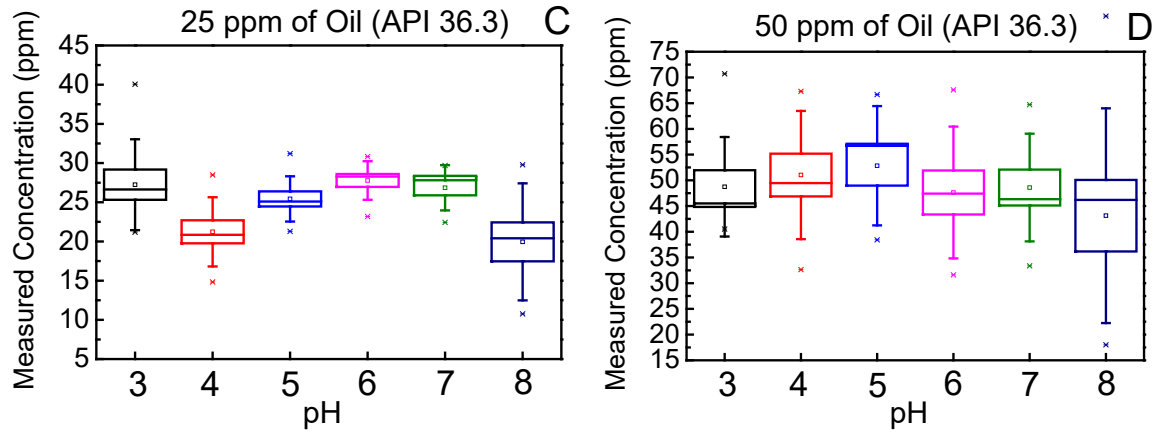 25 ppm of Oil (API 36.3) C
Measured Concentration (ppm)
45
40
35
30
25
20
15
10
5
3 4 5 6 7 8
pH
50 ppm of Oil (API 36.3) D
Measured Concentration (ppm)
75
70
65
60
55
50
45
40
35
30
25
20
15
3 4 5 6 7 8
pH